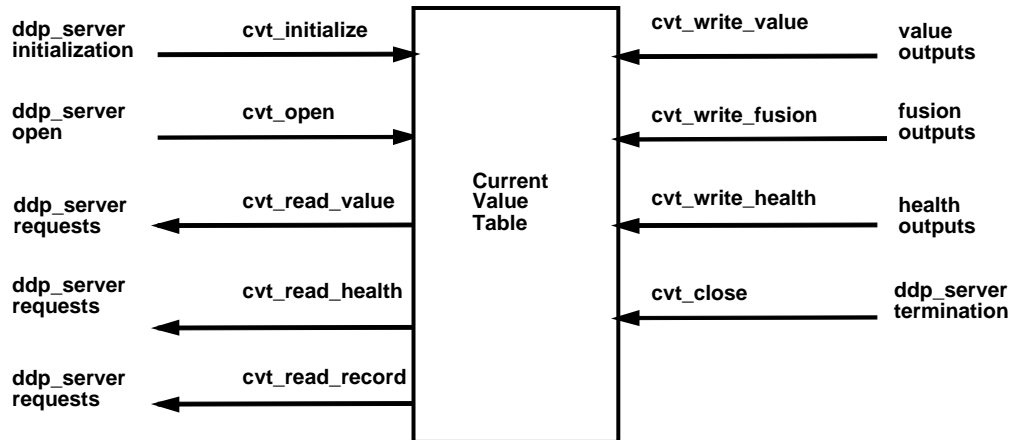 ddp_server
initialization
cvt_initialize
ddp_server
open
cvt_open
ddp_server
requests
cvt_read_value
ddp_server
requests
cvt_read_health
ddp_server
requests
cvt_read_record
Current
Value
Table
cvt_write_value
value
outputs
cvt_write_fusion
fusion
outputs
cvt_write_health
health
outputs
cvt_close
ddp_server
termination